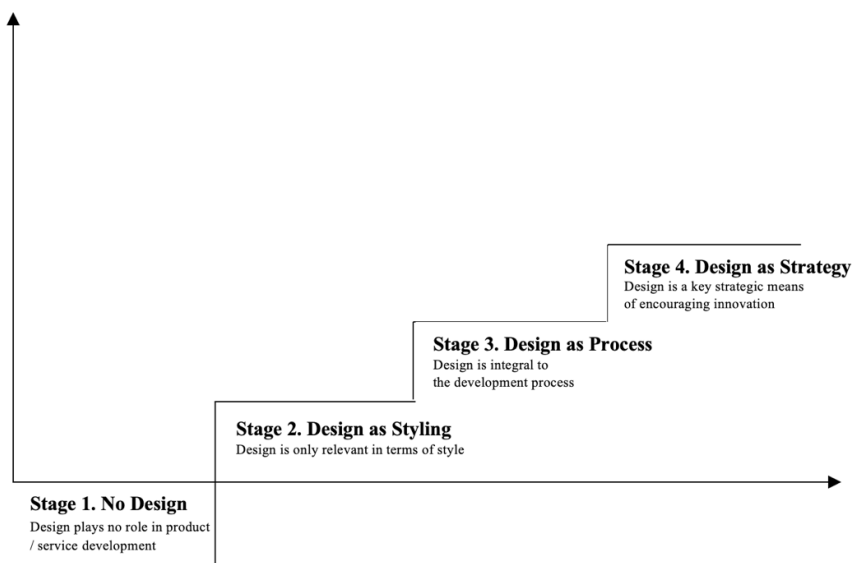 Stage 4. Design as Strategy
Design is a key strategic means
of encouraging innovation
Stage 3. Design as Process
Design is integral to
the development process
Stage 2. Design as Styling
Design is only relevant in terms of style
Stage 1. No Design
Design plays no role in product
/ service development